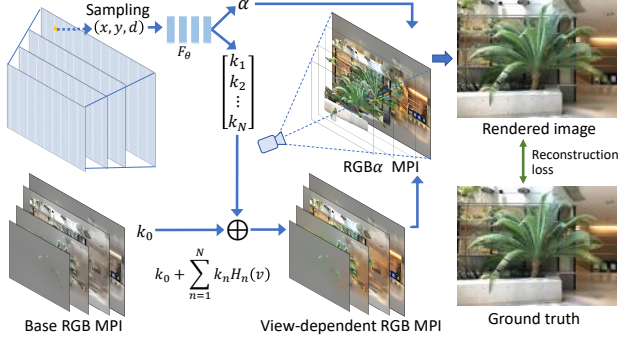 Sampling
(x, y, d)
F_θ
α
[k_1
k_2
⋮
k_N]
RGBα MPI
Rendered image
Reconstruction
loss
k_0
⊕
k_0 + \sum_{n=1}^{N} k_n H_n(v)
Base RGB MPI
View-dependent RGB MPI
Ground truth